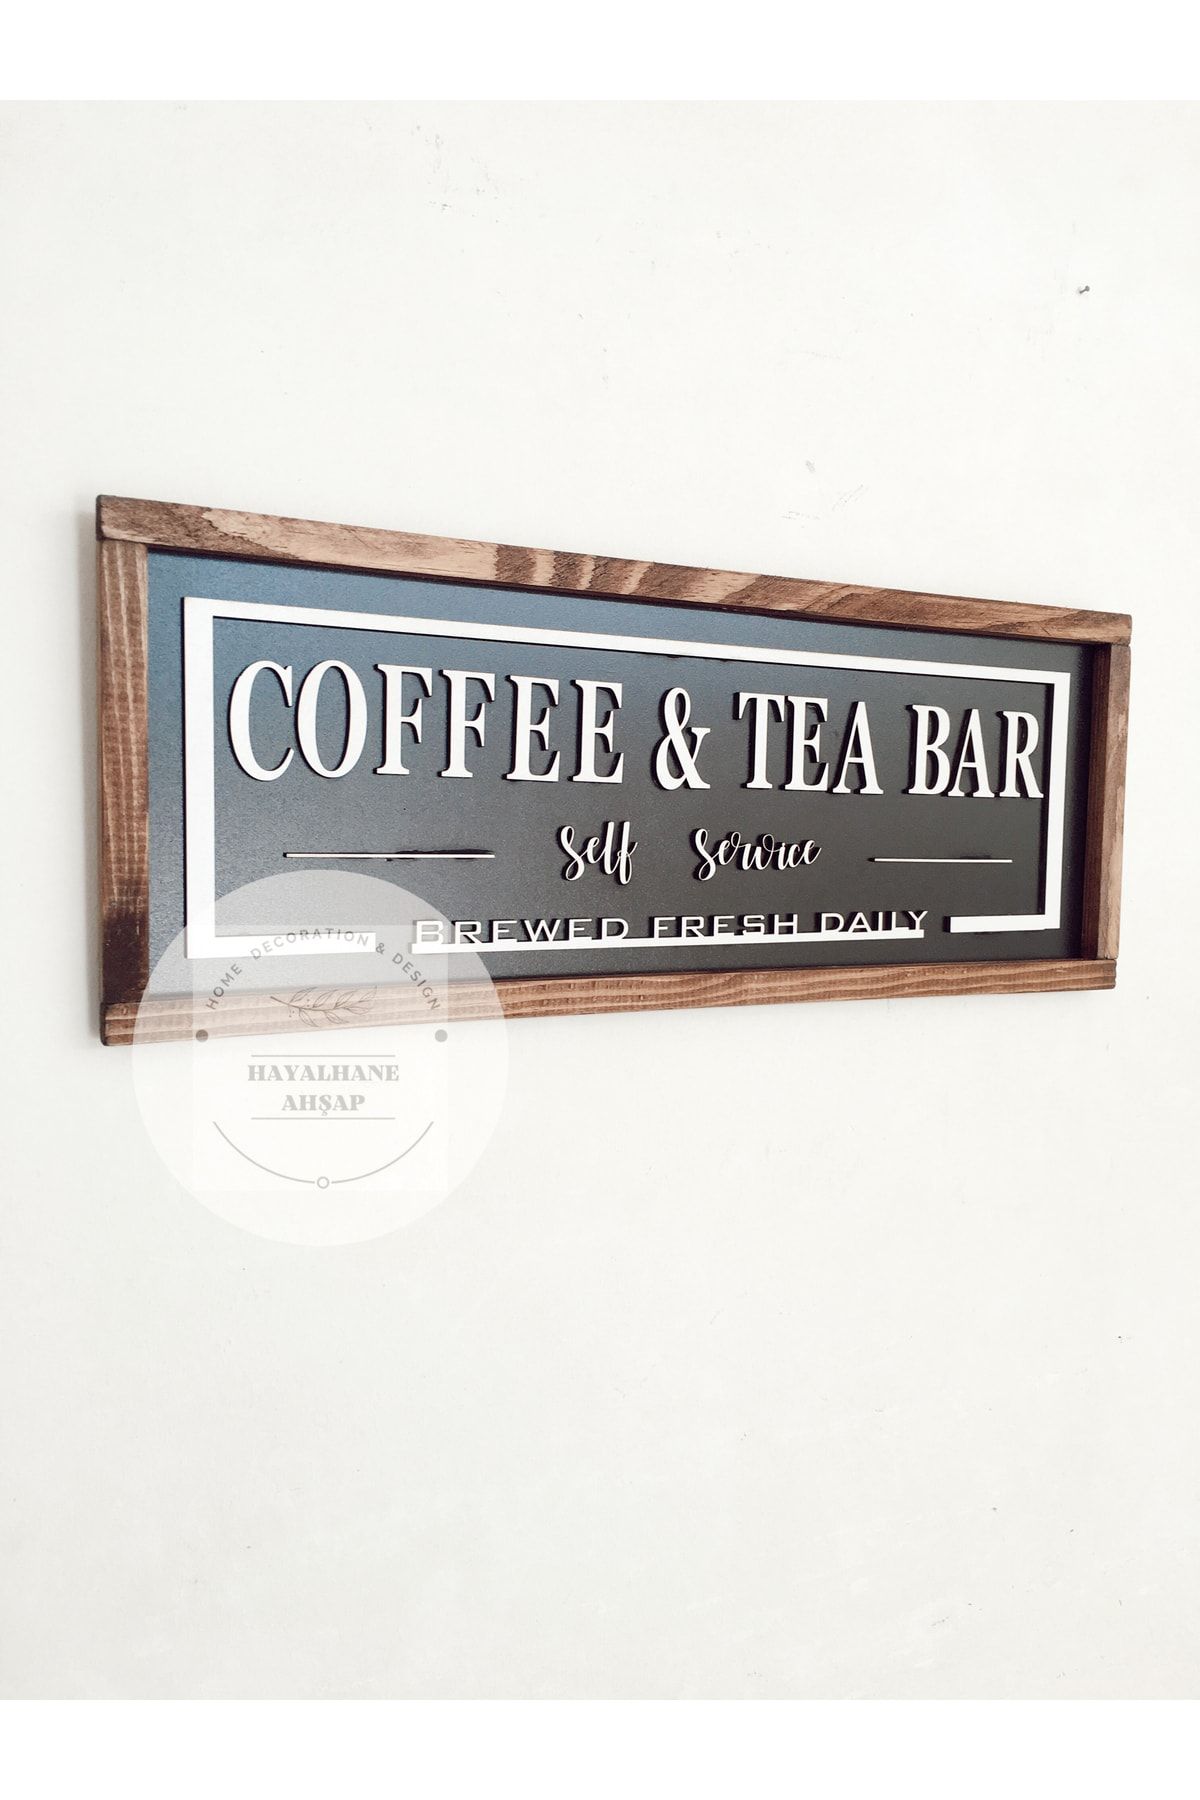 COFFEE & TEA BAR
self service
BREWED FRESH DAILY
HOME DECORATION & DESIGN
HAYALHANE
AHŞAP